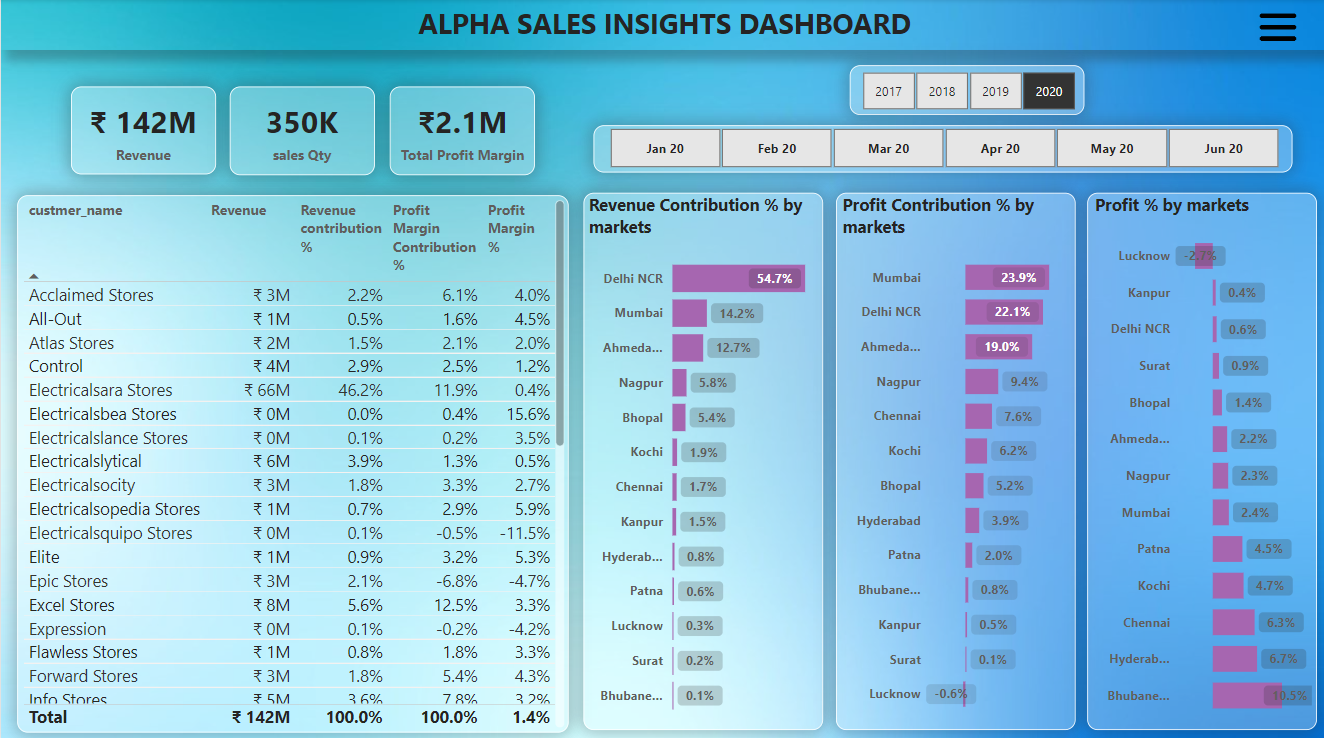 ALPHA SALES INSIGHTS DASHBOARD
2017 2018 2019 2020
₹ 142M
Revenue
350K
sales Qty
₹2.1M
Total Profit Margin
Jan 20 Feb 20 Mar 20 Apr 20 May 20 Jun 20
custmer_name Revenue Revenue contribution % Profit Margin Contribution % Profit Margin %
Acclaimed Stores ₹ 3M 2.2% 6.1% 4.0%
All-Out ₹ 1M 0.5% 1.6% 4.5%
Atlas Stores ₹ 2M 1.5% 2.1% 2.0%
Control ₹ 4M 2.9% 2.5% 1.2%
Electricalsara Stores ₹ 66M 46.2% 11.9% 0.4%
Electricalsbea Stores ₹ 0M 0.0% 0.4% 15.6%
Electricalslance Stores ₹ 0M 0.1% 0.2% 3.5%
Electricalslytical ₹ 6M 3.9% 1.3% 0.5%
Electricalsocity ₹ 3M 1.8% 3.3% 2.7%
Electricalsopedia Stores ₹ 1M 0.7% 2.9% 5.9%
Electricalsquipo Stores ₹ 0M 0.1% -0.5% -11.5%
Elite ₹ 1M 0.9% 3.2% 5.3%
Epic Stores ₹ 3M 2.1% -6.8% -4.7%
Excel Stores ₹ 8M 5.6% 12.5% 3.3%
Expression ₹ 0M 0.1% -0.2% -4.2%
Flawless Stores ₹ 1M 0.8% 1.8% 3.3%
Forward Stores ₹ 3M 1.8% 5.4% 4.3%
Info Stores ₹ 5M 3.6% 7.8% 3.2%
Total ₹ 142M 100.0% 100.0% 1.4%
Revenue Contribution % by
markets
Delhi NCR 54.7%
Mumbai 14.2%
Ahmeda... 12.7%
Nagpur 5.8%
Bhopal 5.4%
Kochi 1.9%
Chennai 1.7%
Kanpur 1.5%
Hyderab... 0.8%
Patna 0.6%
Lucknow 0.3%
Surat 0.2%
Bhubane... 0.1%
Profit Contribution % by
markets
Mumbai 23.9%
Delhi NCR 22.1%
Ahmeda... 19.0%
Nagpur 9.4%
Chennai 7.6%
Kochi 6.2%
Bhopal 5.2%
Hyderabad 3.9%
Patna 2.0%
Bhubane... 0.8%
Kanpur 0.5%
Surat 0.1%
Lucknow -0.6%
Profit % by markets
Lucknow -2.7%
Kanpur 0.4%
Delhi NCR 0.6%
Surat 0.9%
Bhopal 1.4%
Ahmeda... 2.2%
Nagpur 2.3%
Mumbai 2.4%
Patna 4.5%
Kochi 4.7%
Chennai 6.3%
Hyderab... 6.7%
Bhubane... 10.5%